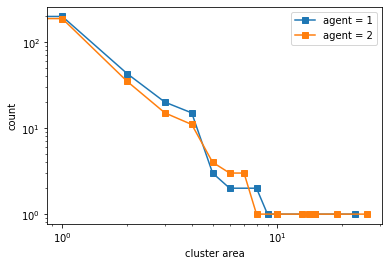 agent = 1
agent = 2
10²
10¹
10⁰
count
10⁰
10¹
cluster area